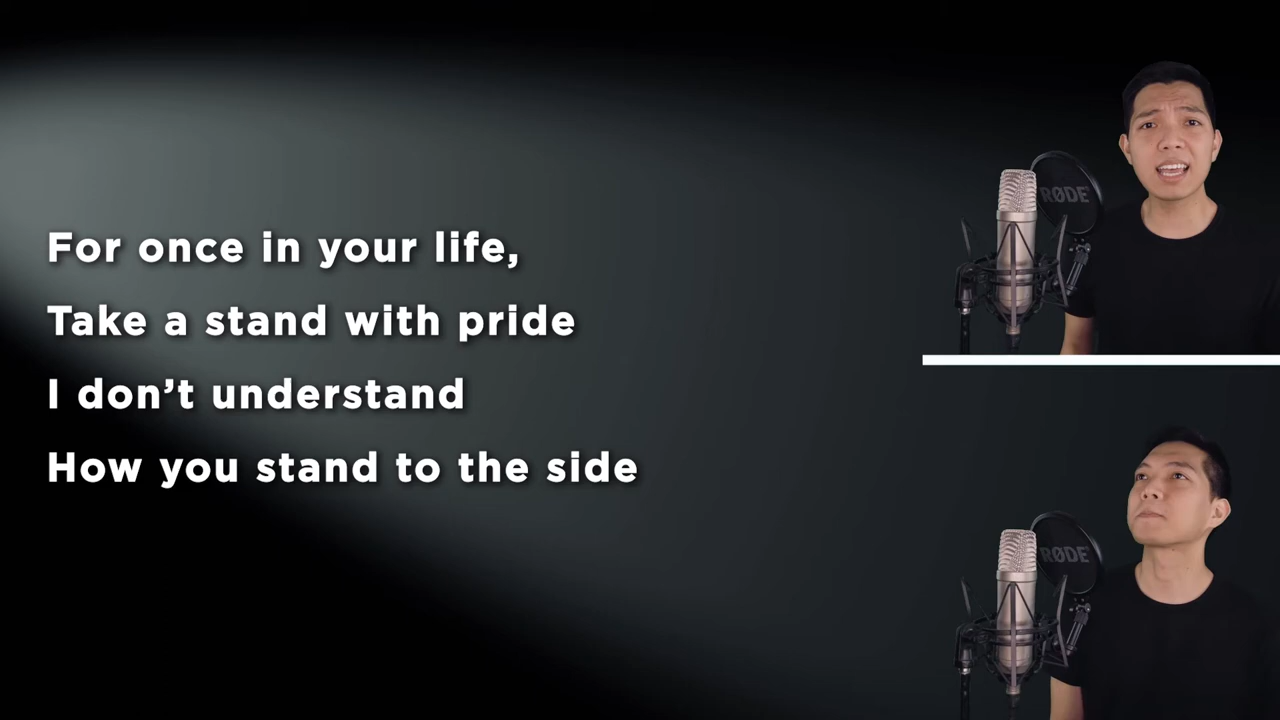 For once in your life,
Take a stand with pride
I don’t understand
How you stand to the side
RØDE
RØDE